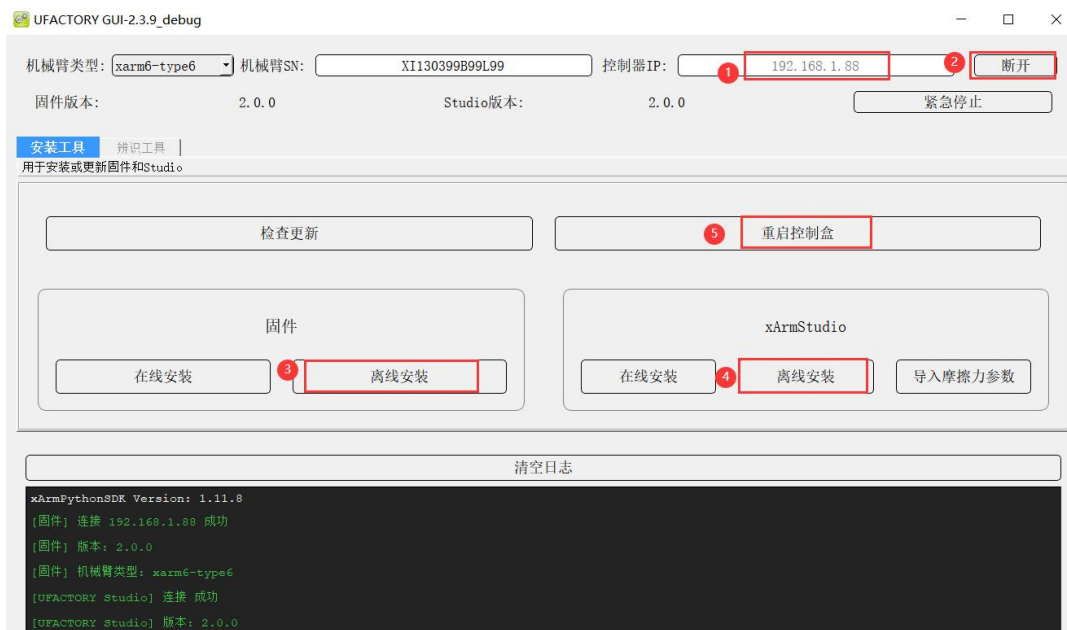 UFACTORY GUI-2.3.9_debug
机械臂类型: xarm6-type6 机械臂SN: XI130399B99L99 控制器IP: 1 192.168.1.88 2 断开
固件版本: 2.0.0 Studio版本: 2.0.0 紧急停止
安装工具 辨识工具
用于安装或更新固件和Studio。
检查更新 5 重启控制盒
固件 xArmStudio
在线安装 3 离线安装 在线安装 4 离线安装 导入摩擦力参数
清空日志
xArmPythonSDK Version: 1.11.8
[固件] 连接 192.168.1.88 成功
[固件] 版本: 2.0.0
[固件] 机械臂类型: xarm6-type6
[UFACTORY Studio] 连接 成功
[UFACTORY Studio] 版本: 2.0.0